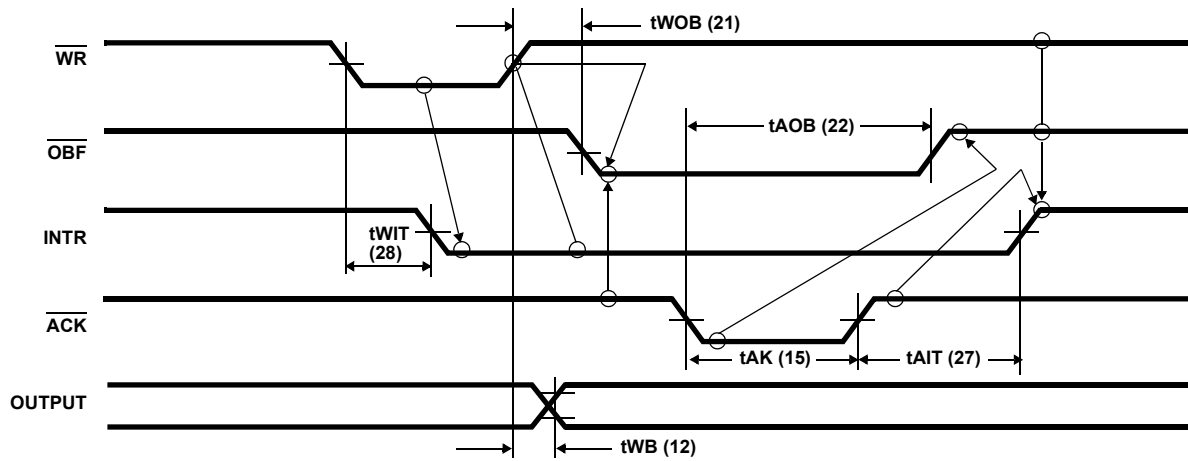 tWOB (21)
WR
tAOB (22)
OBF
INTR
tWIT
(28)
ACK
tAK (15)
tAIT (27)
OUTPUT
tWB (12)